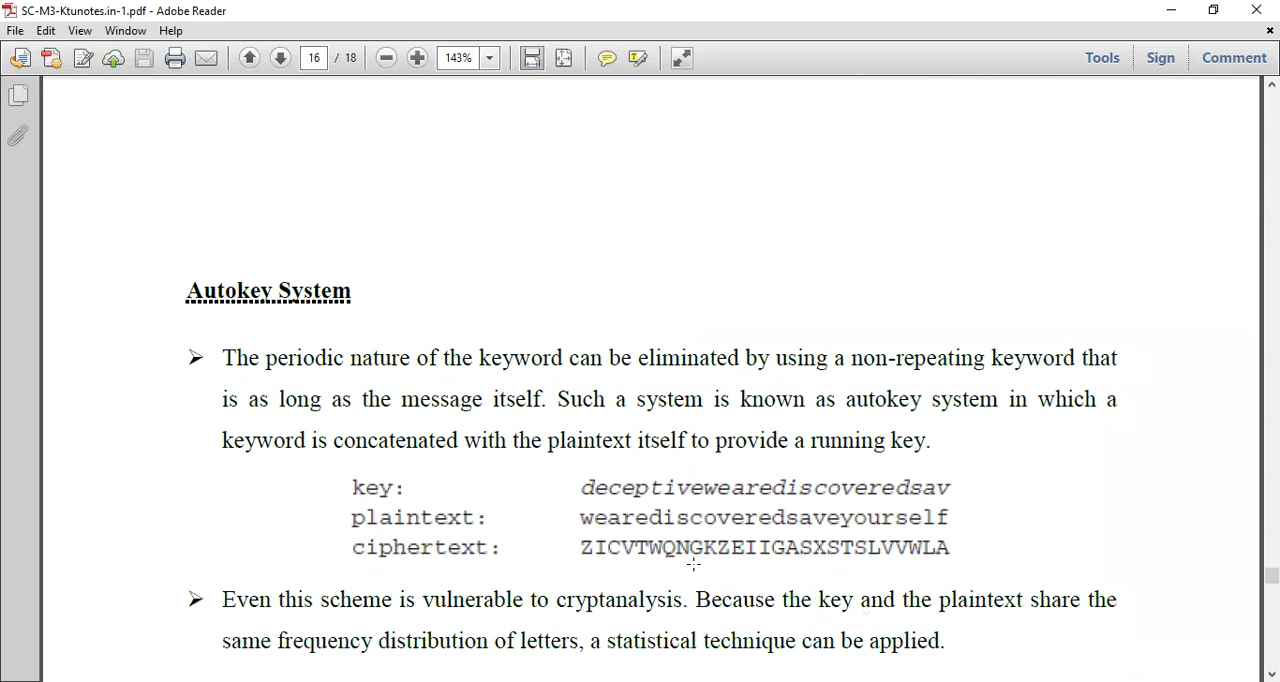 SC-M3-Ktunotes.in-1.pdf - Adobe Reader
File Edit View Window Help
16 / 18 143% Tools Sign Comment
Autokey System
➢ The periodic nature of the keyword can be eliminated by using a non-repeating keyword that
is as long as the message itself. Such a system is known as autokey system in which a
keyword is concatenated with the plaintext itself to provide a running key.
key: deceptivewearediscoveredsav
plaintext: wearediscoveredsaveyourself
ciphertext: ZICVTWQNGKZEIIGASXSTSLVVWLA
➢ Even this scheme is vulnerable to cryptanalysis. Because the key and the plaintext share the
same frequency distribution of letters, a statistical technique can be applied.